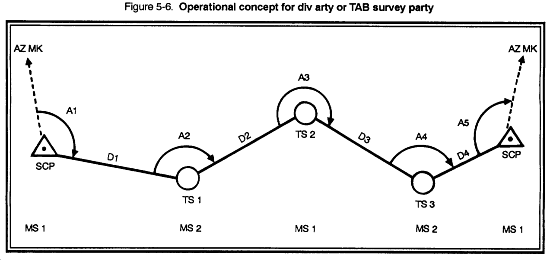 Figure 5-6. Operational concept for div arty or TAB survey party
AZ MK
AZ MK
A3
A1
A2
D2
D3
A4
A5
TS 2
D1
D4
SCP
SCP
TS 1
TS 3
MS 1
MS 2
MS 1
MS 2
MS 1